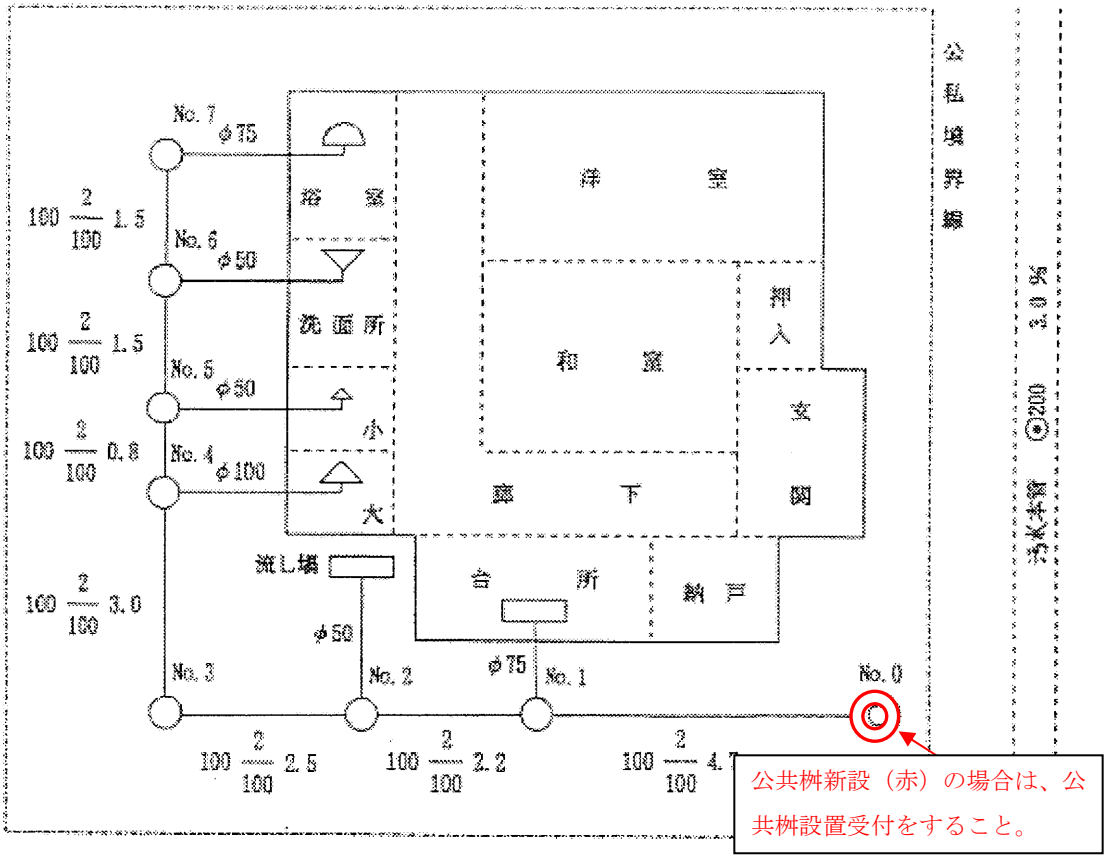 No.7
φ75
浴室
100 2/100 1.5
No.6
φ50
洗面所
100 2/100 1.5
No.5
φ50
小
100 2/100 0.8
No.4
φ100
大
100 2/100 3.0
洋室
和室
押入
玄関
廊下
台所
納戸
流し場
φ50
φ75
No.3
No.2
No.1
No.0
100 2/100 2.5
100 2/100 2.2
100 2/100 4.7
公私境界線
汚水本管 ⦿200 3.0%
公共桝新設（赤）の場合は、公
共桝設置受付をすること。